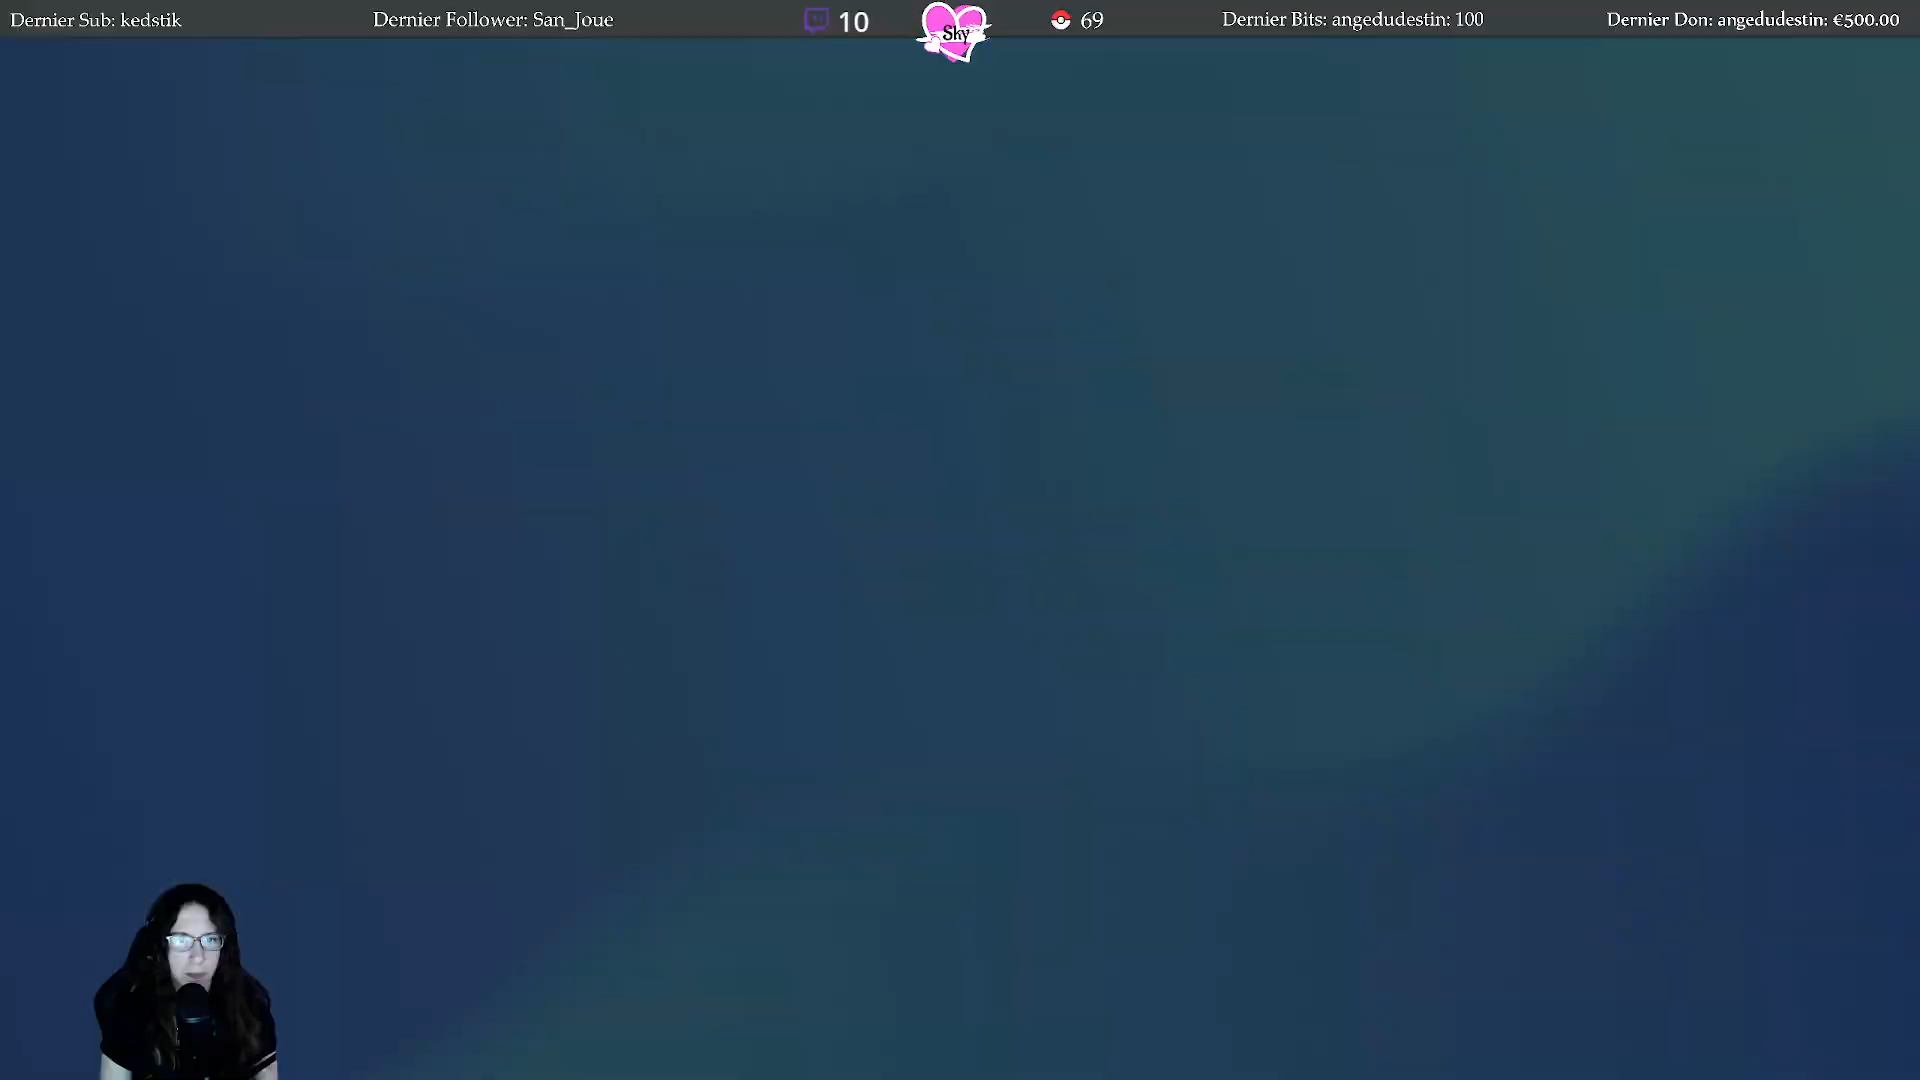 Dernier Sub: kedstik
Dernier Follower: San_Joue
10
Sky
69
Dernier Bits: angedudestin: 100
Dernier Don: angedudestin: €500.00